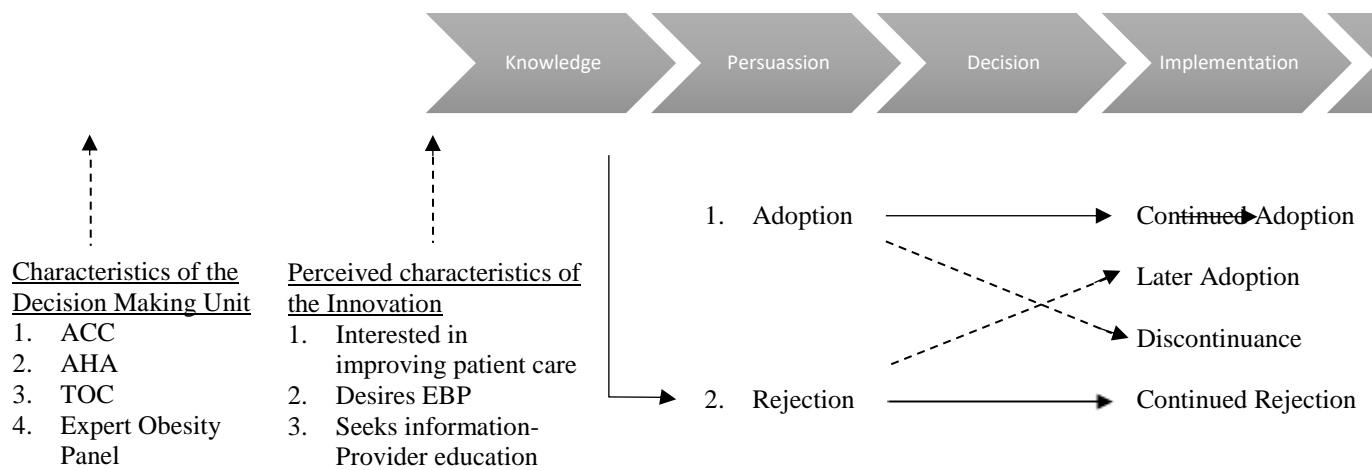 Knowledge
Persuassion
Decision
Implementation
Characteristics of the
Decision Making Unit
1. ACC
2. AHA
3. TOC
4. Expert Obesity
Panel
Perceived characteristics of
the Innovation
1. Interested in
improving patient care
2. Desires EBP
3. Seeks information-
Provider education
1. Adoption
2. Rejection
Continued Adoption
Later Adoption
Discontinuance
Continued Rejection